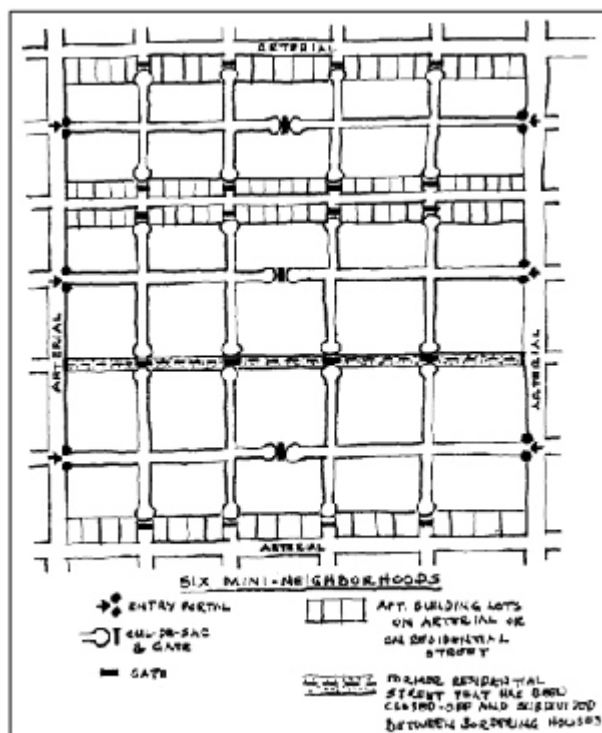 ARTERIAL
ARTERIAL
ARTERIAL
ARTERIAL
SIX MINI-NEIGHBORHOODS
ENTRY PORTAL
CUL-DE-SAC
& GATE
GATE
APT. BUILDING LOTS
ON ARTERIAL OR
ON RESIDENTIAL
STREET
FORMER RESIDENTIAL
STREET THAT HAS BEEN
CLOSED-OFF AND SUBDIVIDED
BETWEEN BORDERING HOUSES